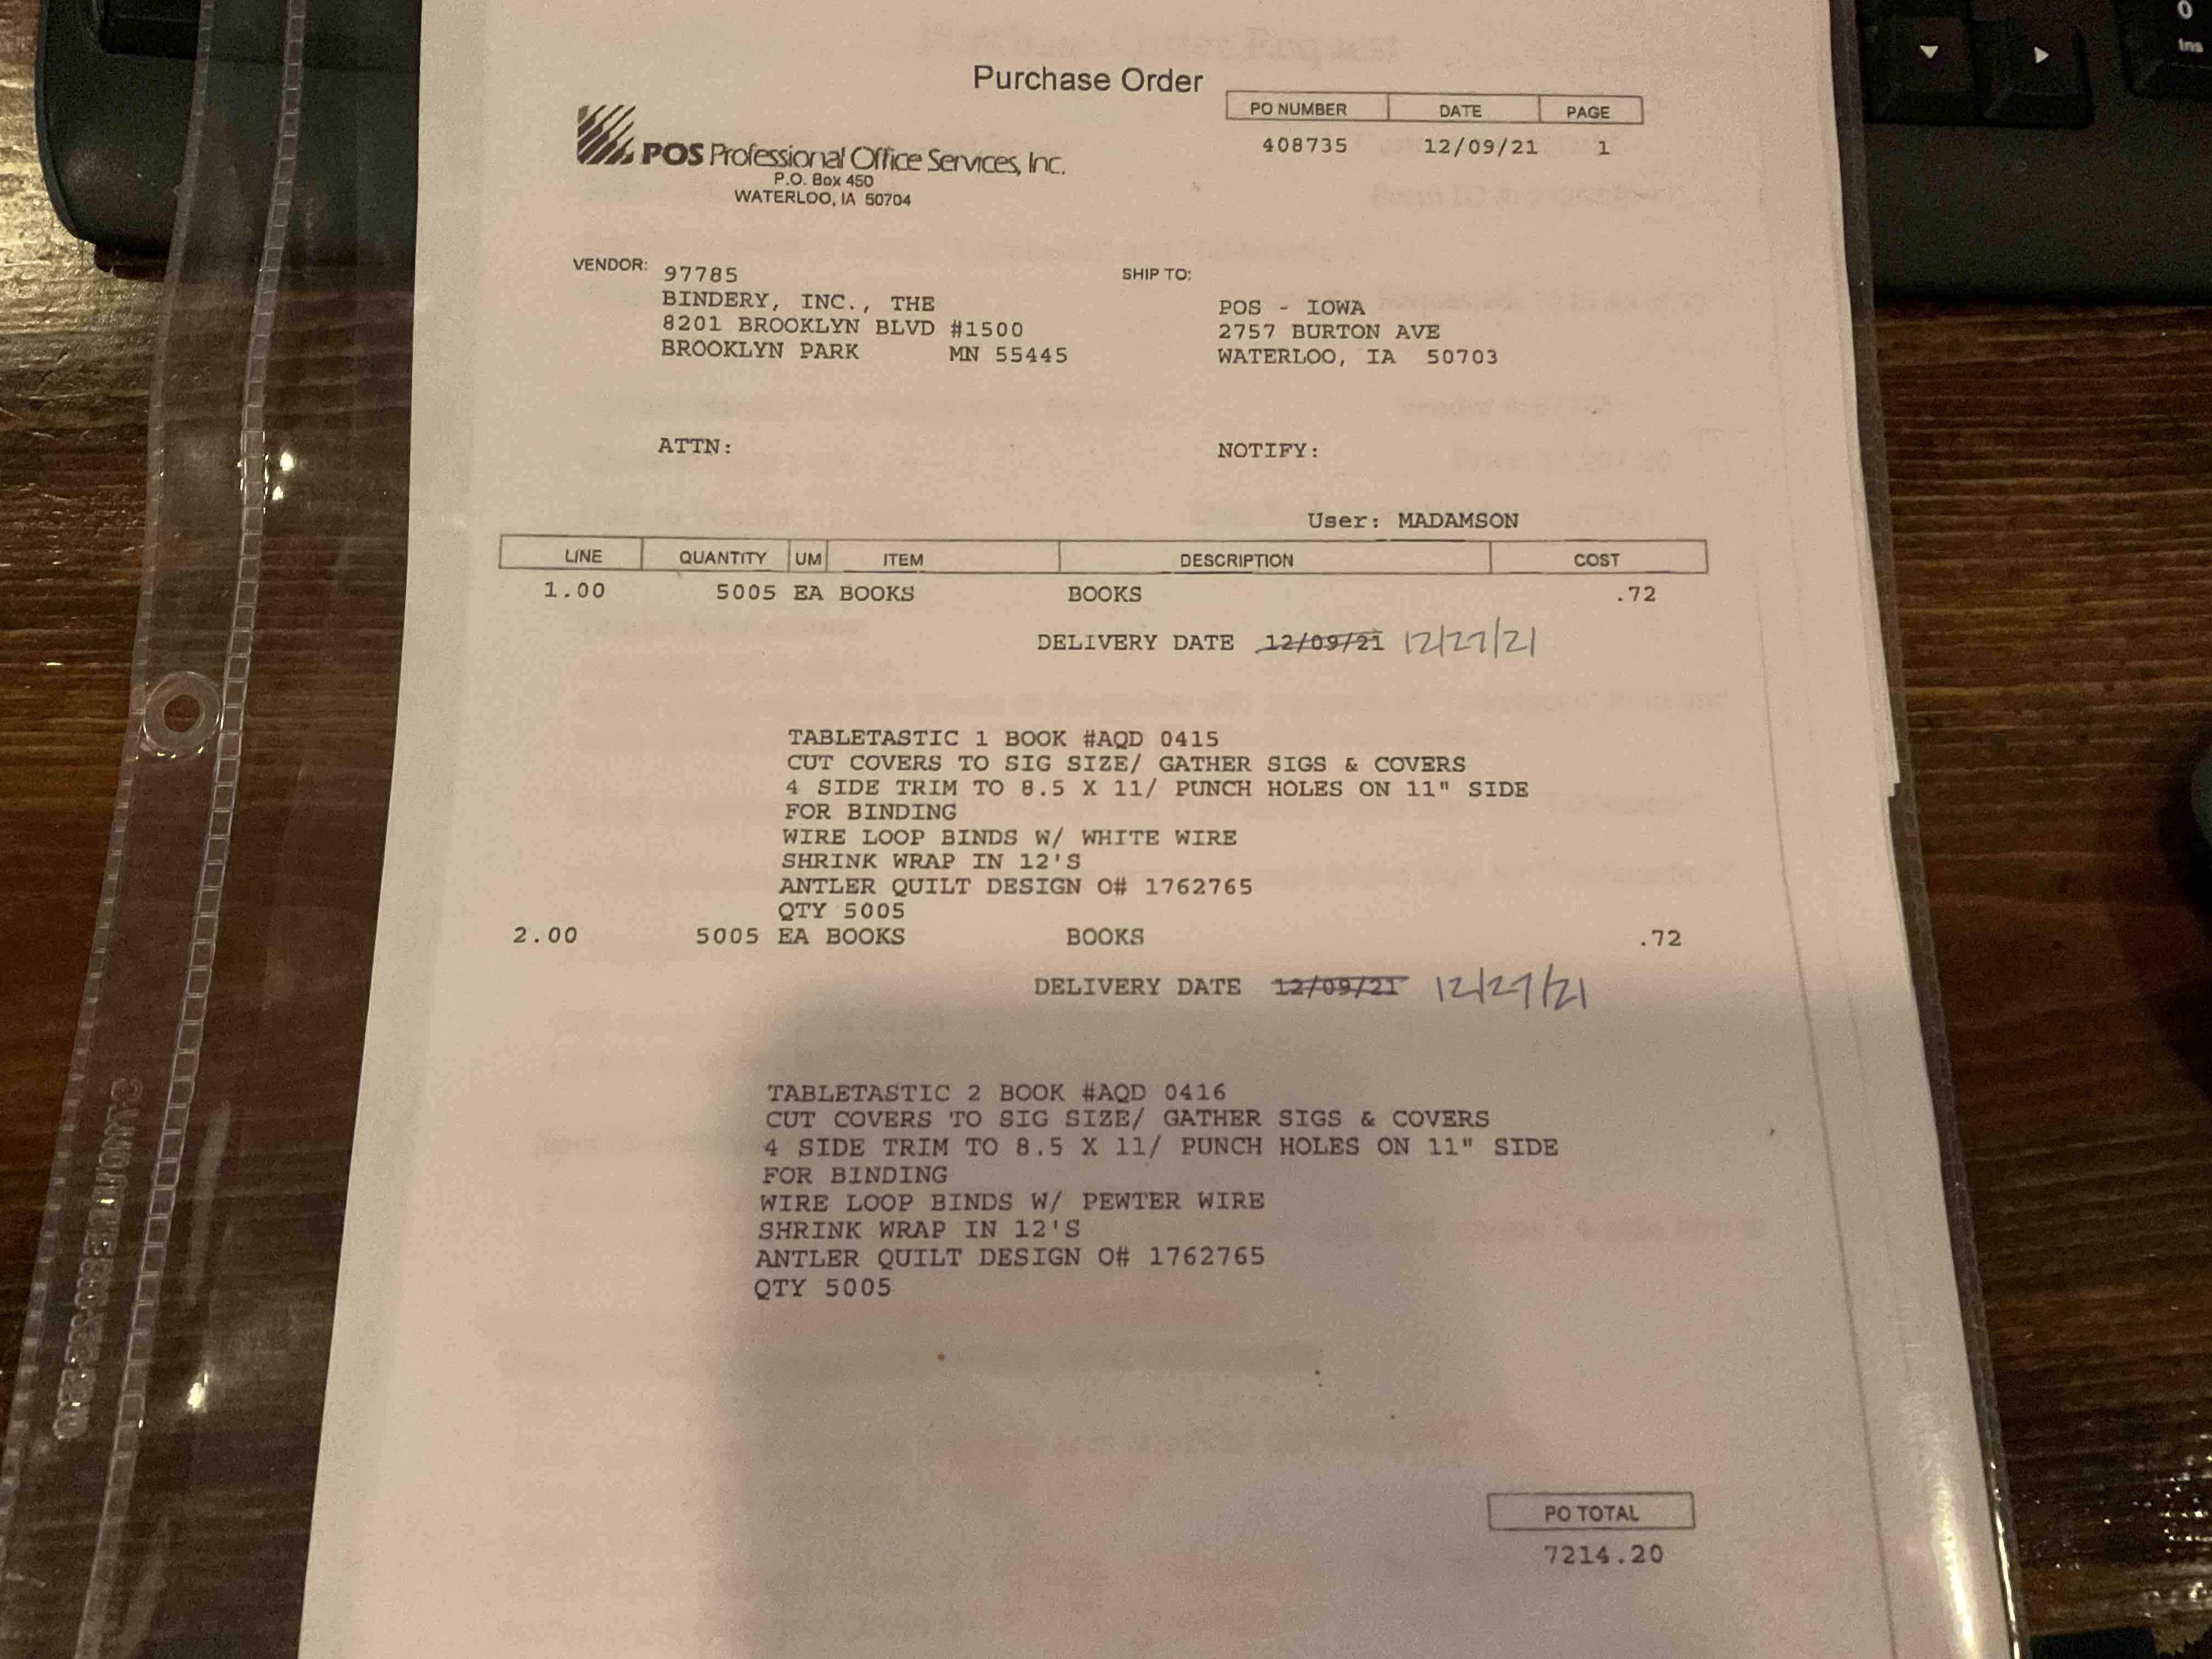 Purchase Order
PO NUMBER DATE PAGE
408735 12/09/21 1
POS Professional Office Services, Inc.
P.O. Box 450
WATERLOO, IA 50704
VENDOR: 97785
BINDERY, INC., THE
8201 BROOKLYN BLVD #1500
BROOKLYN PARK MN 55445
SHIP TO:
POS - IOWA
2757 BURTON AVE
WATERLOO, IA 50703
ATTN:
NOTIFY:
User: MADAMSON
LINE QUANTITY UM ITEM DESCRIPTION COST
1.00 5005 EA BOOKS BOOKS .72
DELIVERY DATE 12/09/21 12/27/21
TABLETASTIC 1 BOOK #AQD 0415
CUT COVERS TO SIG SIZE/ GATHER SIGS & COVERS
4 SIDE TRIM TO 8.5 X 11/ PUNCH HOLES ON 11" SIDE
FOR BINDING
WIRE LOOP BINDS W/ WHITE WIRE
SHRINK WRAP IN 12'S
ANTLER QUILT DESIGN O# 1762765
QTY 5005
2.00 5005 EA BOOKS BOOKS .72
DELIVERY DATE 12/09/21 12/27/21
TABLETASTIC 2 BOOK #AQD 0416
CUT COVERS TO SIG SIZE/ GATHER SIGS & COVERS
4 SIDE TRIM TO 8.5 X 11/ PUNCH HOLES ON 11" SIDE
FOR BINDING
WIRE LOOP BINDS W/ PEWTER WIRE
SHRINK WRAP IN 12'S
ANTLER QUILT DESIGN O# 1762765
QTY 5005
PO TOTAL
7214.20
0
Ins